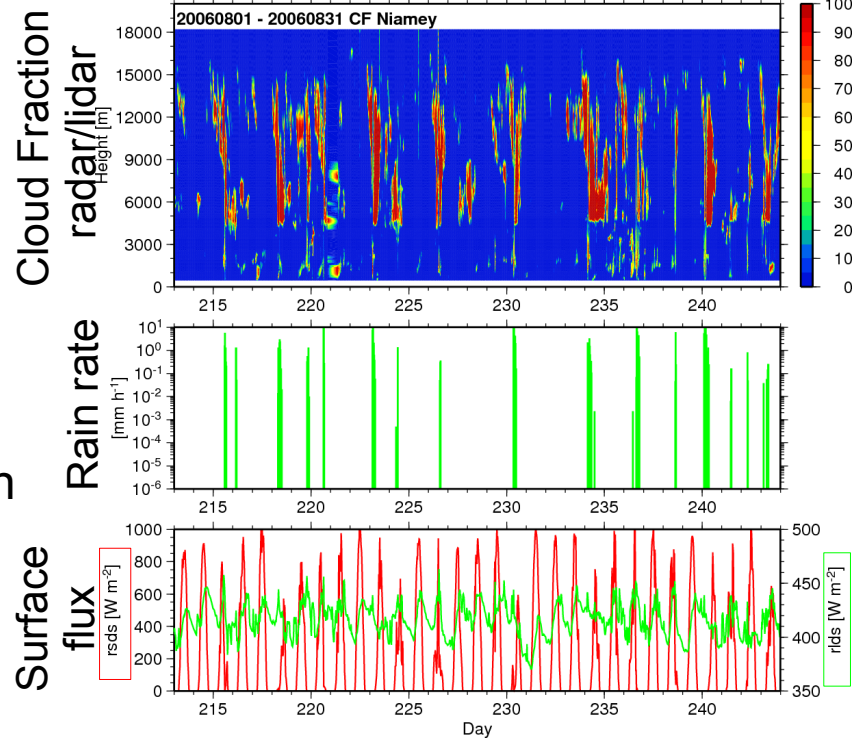 20060801 - 20060831 CF Niamey
Cloud Fraction
radar/lidar
Height [m]
18000
15000
12000
9000
6000
3000
0
215 220 225 230 235 240
100
90
80
70
60
50
40
30
20
10
0
Rain rate
[mm h-1]
10^1
10^0
10^-1
10^-2
10^-3
10^-4
10^-5
10^-6
215 220 225 230 235 240
n
Surface
flux
rsds [W m-2]
1000
800
600
400
200
0
500
450
400
350
rlds [W m-2]
215 220 225 230 235 240
Day